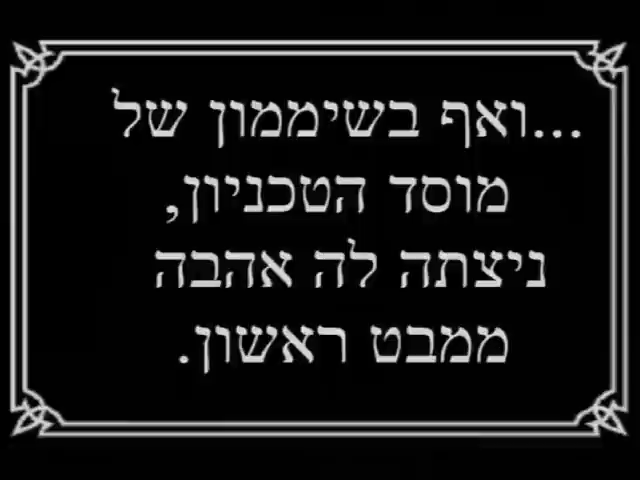 ...ואף בשיממון של
מוסד הטכניון,
ניצתה לה אהבה
ממבט ראשון.